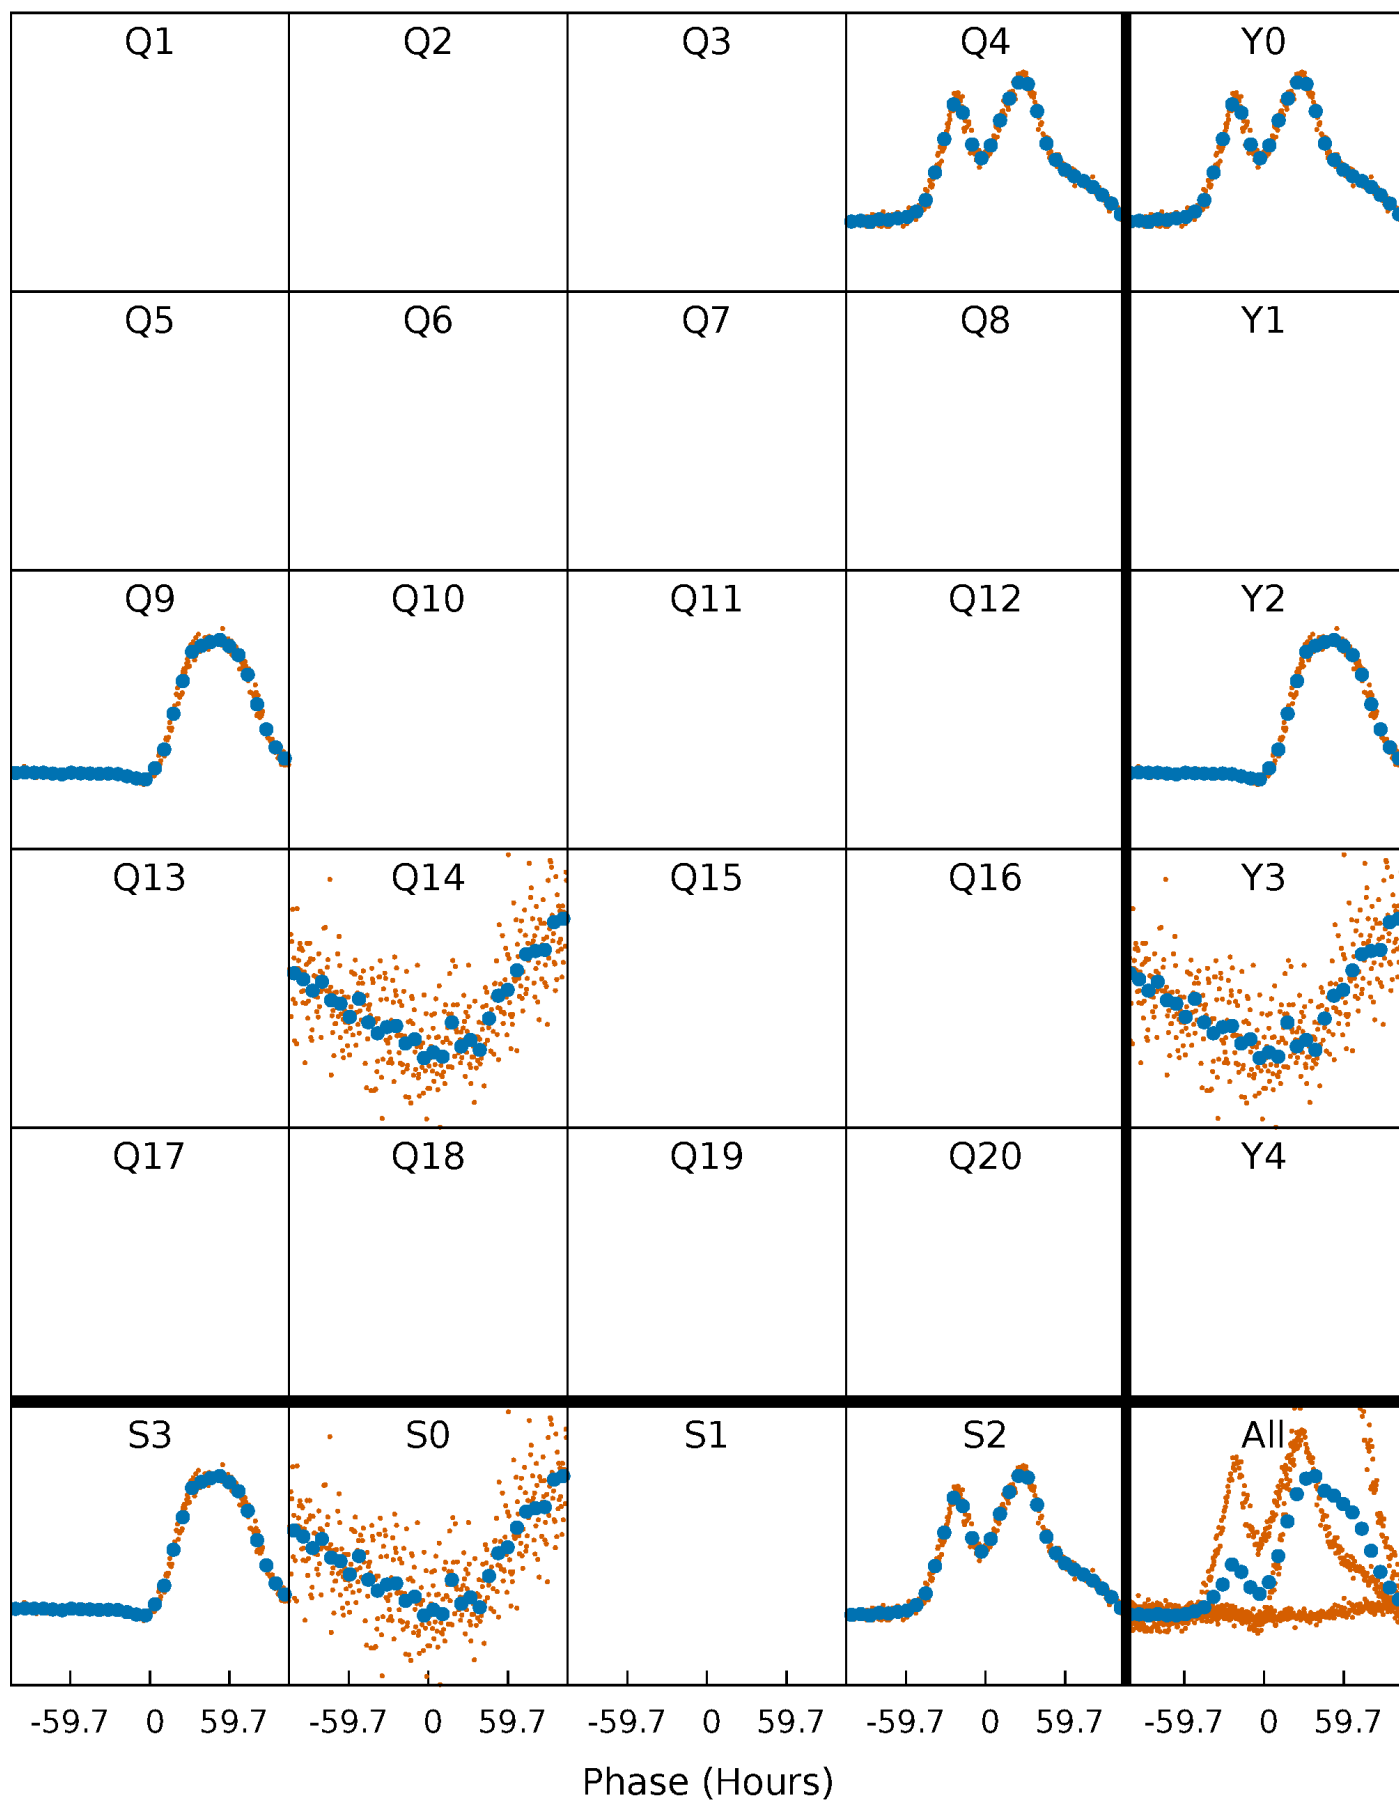 Q1 Q2 Q3 Q4 Y0
Q5 Q6 Q7 Q8 Y1
Q9 Q10 Q11 Q12 Y2
Q13 Q14 Q15 Q16 Y3
Q17 Q18 Q19 Q20 Y4
S3 S0 S1 S2 All
-59.7 0 59.7 -59.7 0 59.7 -59.7 0 59.7 -59.7 0 59.7 -59.7 0 59.7
Phase (Hours)